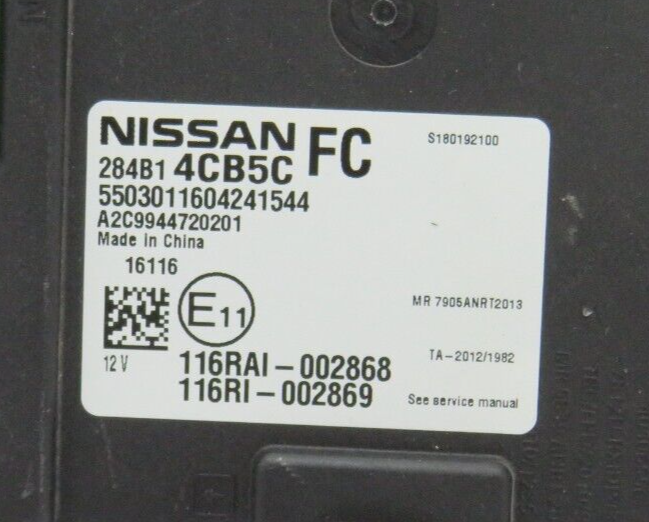 NISSAN FC
S180192100
284B1 4CB5C
5503011604241544
A2C9944720201
Made in China
16116
E11
MR 7905ANRT2013
12 V
116RAI-002868
TA-2012/1982
116RI-002869
See service manual